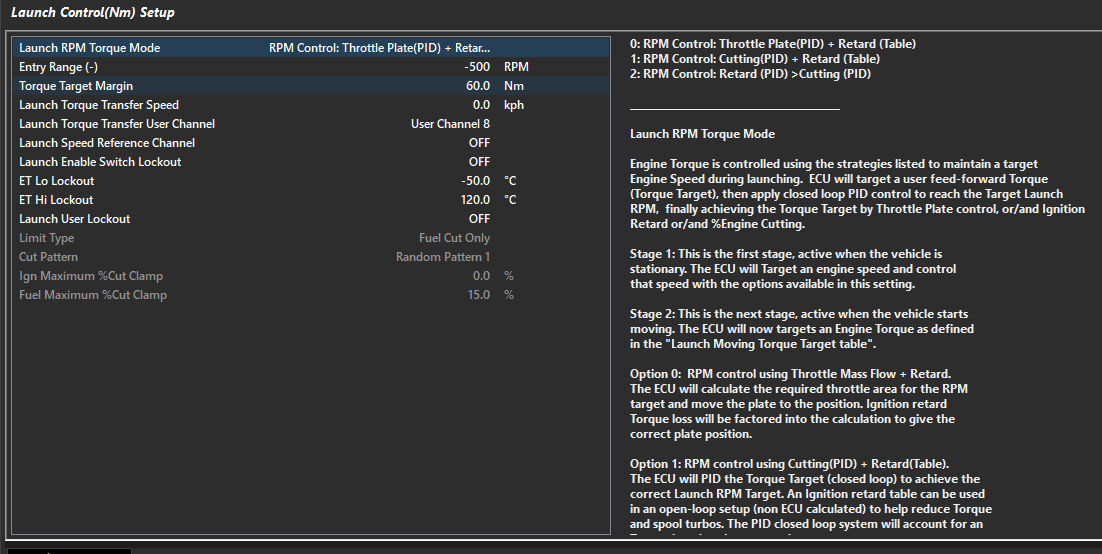 Launch Control(Nm) Setup
Launch RPM Torque Mode RPM Control: Throttle Plate(PID) + Retar...
Entry Range (-) -500 RPM
Torque Target Margin 60.0 Nm
Launch Torque Transfer Speed 0.0 kph
Launch Torque Transfer User Channel User Channel 8
Launch Speed Reference Channel OFF
Launch Enable Switch Lockout OFF
ET Lo Lockout -50.0 °C
ET Hi Lockout 120.0 °C
Launch User Lockout OFF
Limit Type Fuel Cut Only
Cut Pattern Random Pattern 1
Ign Maximum %Cut Clamp 0.0 %
Fuel Maximum %Cut Clamp 15.0 %
0: RPM Control: Throttle Plate(PID) + Retard (Table)
1: RPM Control: Cutting(PID) + Retard (Table)
2: RPM Control: Retard (PID) >Cutting (PID)
Launch RPM Torque Mode
Engine Torque is controlled using the strategies listed to maintain a target
Engine Speed during launching. ECU will target a user feed-forward Torque
(Torque Target), then apply closed loop PID control to reach the Target Launch
RPM, finally achieving the Torque Target by Throttle Plate control, or/and Ignition
Retard or/and %Engine Cutting.
Stage 1: This is the first stage, active when the vehicle is
stationary. The ECU will Target an engine speed and control
that speed with the options available in this setting.
Stage 2: This is the next stage, active when the vehicle starts
moving. The ECU will now targets an Engine Torque as defined
in the "Launch Moving Torque Target table".
Option 0: RPM control using Throttle Mass Flow + Retard.
The ECU will calculate the required throttle area for the RPM
target and move the plate to the position. Ignition retard
Torque loss will be factored into the calculation to give the
correct plate position.
Option 1: RPM control using Cutting(PID) + Retard(Table).
The ECU will PID the Torque Target (closed loop) to achieve the
correct Launch RPM Target. An Ignition retard table can be used
in an open-loop setup (non ECU calculated) to help reduce Torque
and spool turbos. The PID closed loop system will account for an